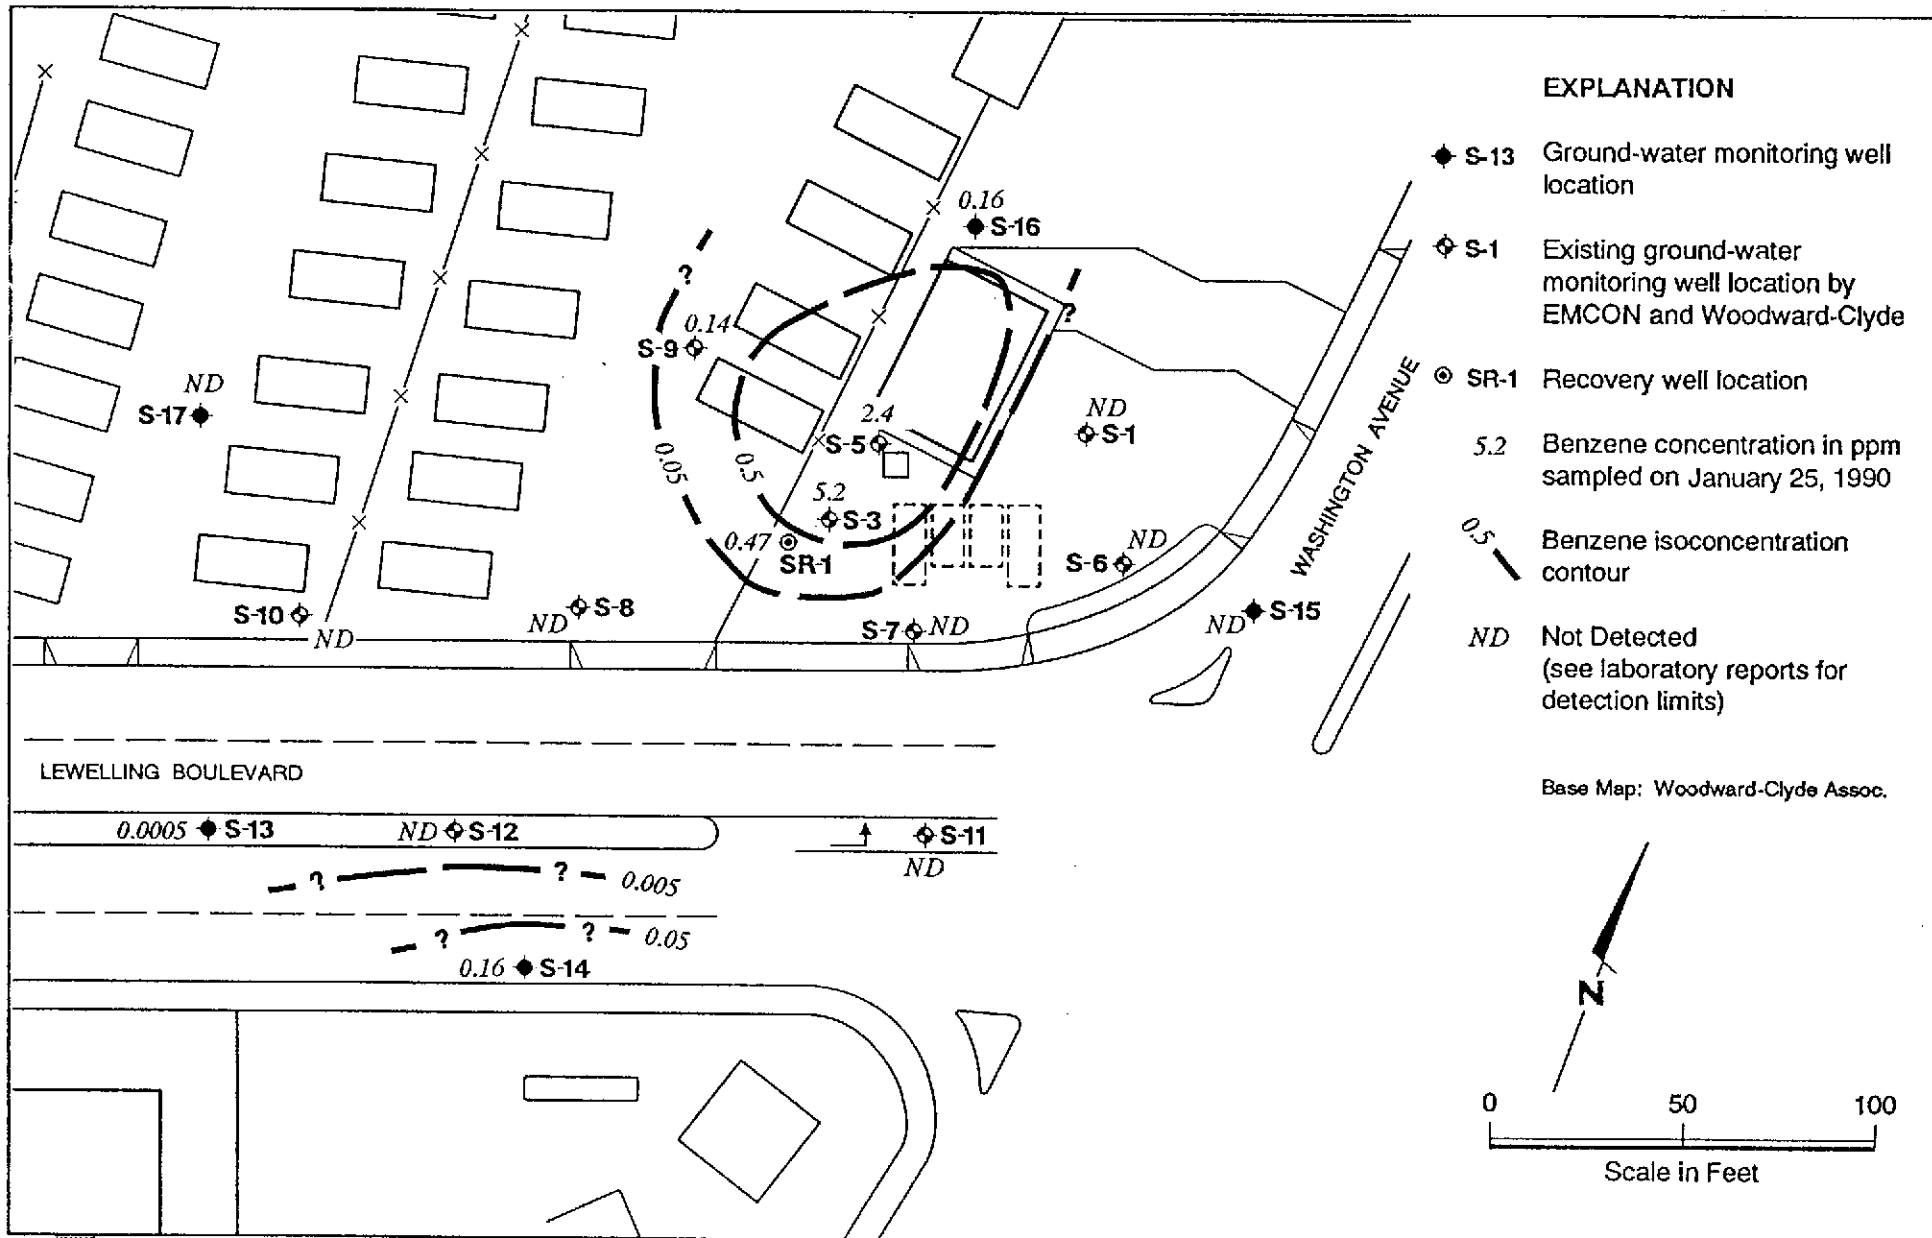 EXPLANATION
S-13 Ground-water monitoring well
location
S-1 Existing ground-water
monitoring well location by
EMCON and Woodward-Clyde
SR-1 Recovery well location
5.2 Benzene concentration in ppm
sampled on January 25, 1990
0.5 Benzene isoconcentration
contour
ND Not Detected
(see laboratory reports for
detection limits)
Base Map: Woodward-Clyde Assoc.
N
0 50 100
Scale in Feet
0.16
S-16
?
?
0.14
S-9
ND
S-17
2.4
S-5
ND
S-1
0.05
0.5
5.2
S-3
0.47
SR-1
ND
S-6
WASHINGTON AVENUE
S-10
ND
S-8
ND
S-7 ND
ND
S-15
LEWELLING BOULEVARD
0.0005 S-13
ND S-12
S-11
ND
? ? 0.005
? ? 0.05
0.16 S-14